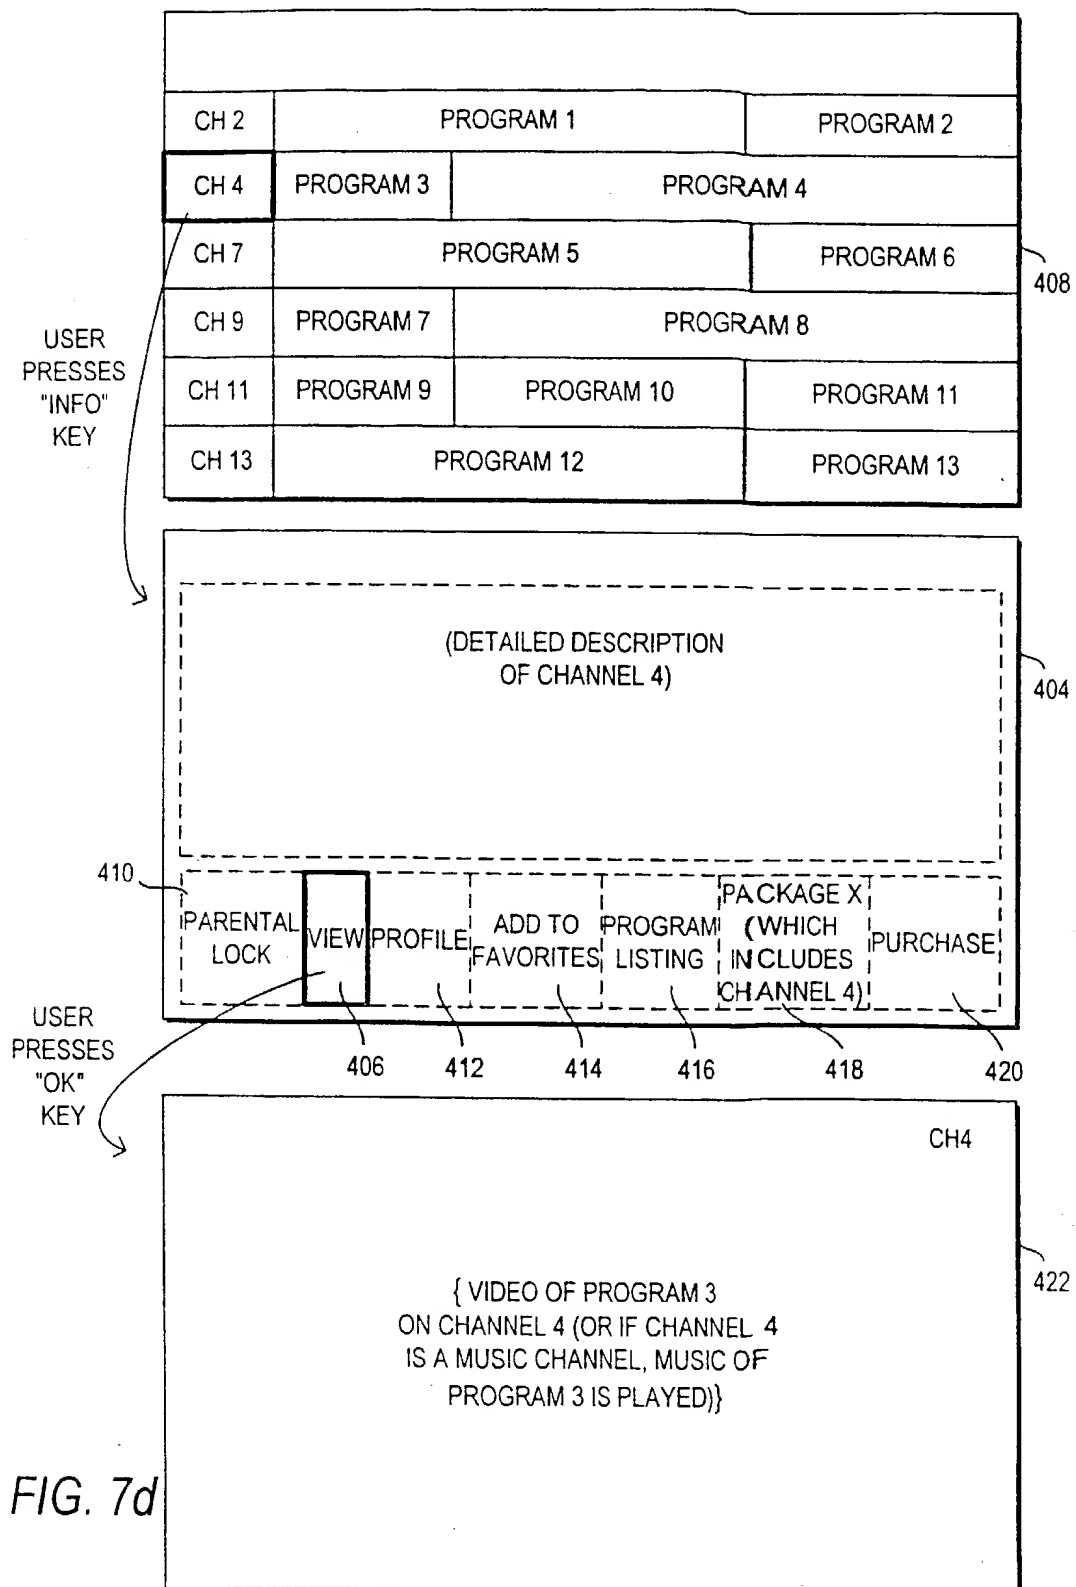 CH 2 PROGRAM 1 PROGRAM 2
CH 4 PROGRAM 3 PROGRAM 4
CH 7 PROGRAM 5 PROGRAM 6
408
CH 9 PROGRAM 7 PROGRAM 8
CH 11 PROGRAM 9 PROGRAM 10 PROGRAM 11
CH 13 PROGRAM 12 PROGRAM 13
USER
PRESSES
"INFO"
KEY
(DETAILED DESCRIPTION
OF CHANNEL 4)
404
410
PARENTAL
LOCK
VIEW
PROFILE
ADD TO
FAVORITES
PROGRAM
LISTING
PACKAGE X
(WHICH
INCLUDES
CHANNEL 4)
PURCHASE
406 412 414 416 418 420
USER
PRESSES
"OK"
KEY
CH4
422
{ VIDEO OF PROGRAM 3
ON CHANNEL 4 (OR IF CHANNEL 4
IS A MUSIC CHANNEL, MUSIC OF
PROGRAM 3 IS PLAYED)}
FIG. 7d